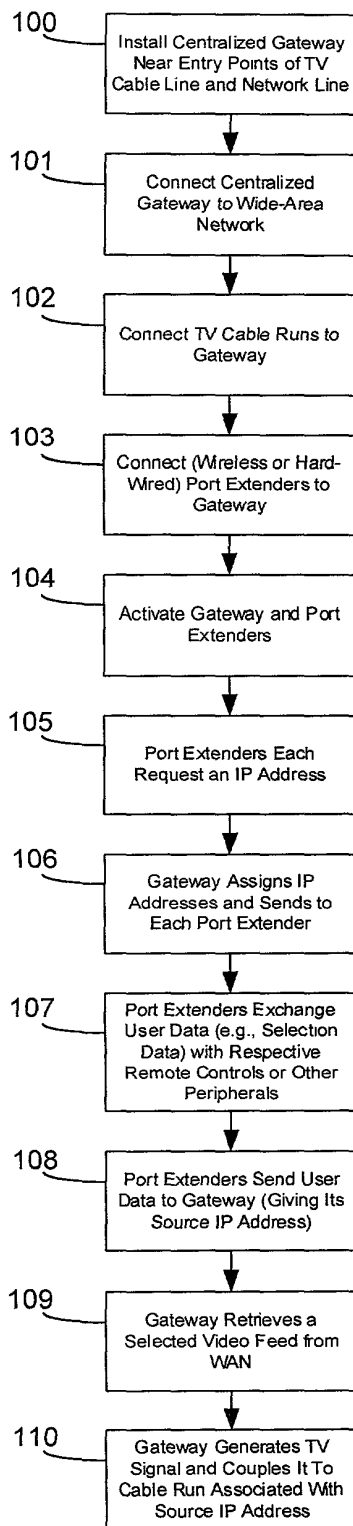 100
Install Centralized Gateway
Near Entry Points of TV
Cable Line and Network Line
101
Connect Centralized
Gateway to Wide-Area
Network
102
Connect TV Cable Runs to
Gateway
103
Connect (Wireless or Hard-
Wired) Port Extenders to
Gateway
104
Activate Gateway and Port
Extenders
105
Port Extenders Each
Request an IP Address
106
Gateway Assigns IP
Addresses and Sends to
Each Port Extender
107
Port Extenders Exchange
User Data (e.g., Selection
Data) with Respective
Remote Controls or Other
Peripherals
108
Port Extenders Send User
Data to Gateway (Giving Its
Source IP Address)
109
Gateway Retrieves a
Selected Video Feed from
WAN
110
Gateway Generates TV
Signal and Couples It To
Cable Run Associated With
Source IP Address